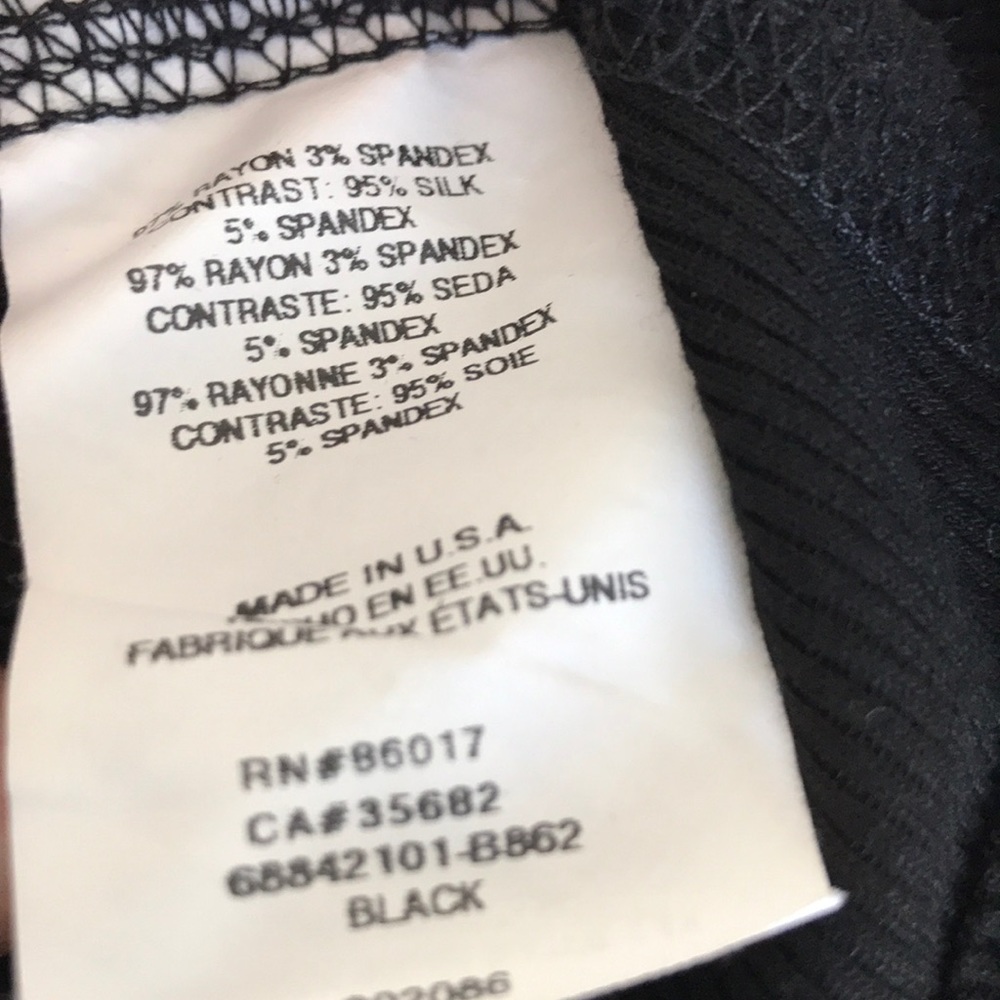 RAYON 3% SPANDEX
CONTRAST: 95% SILK
5% SPANDEX
97% RAYON 3% SPANDEX
CONTRASTE: 95% SEDA
5% SPANDEX
97% RAYONNE 3% SPANDEX
CONTRASTE: 95% SOIE
5% SPANDEX
MADE IN U.S.A.
EN EE.UU.
FABRIQUÉ AUX ÉTATS-UNIS
RN#86017
CA#35682
68842101-B862
BLACK